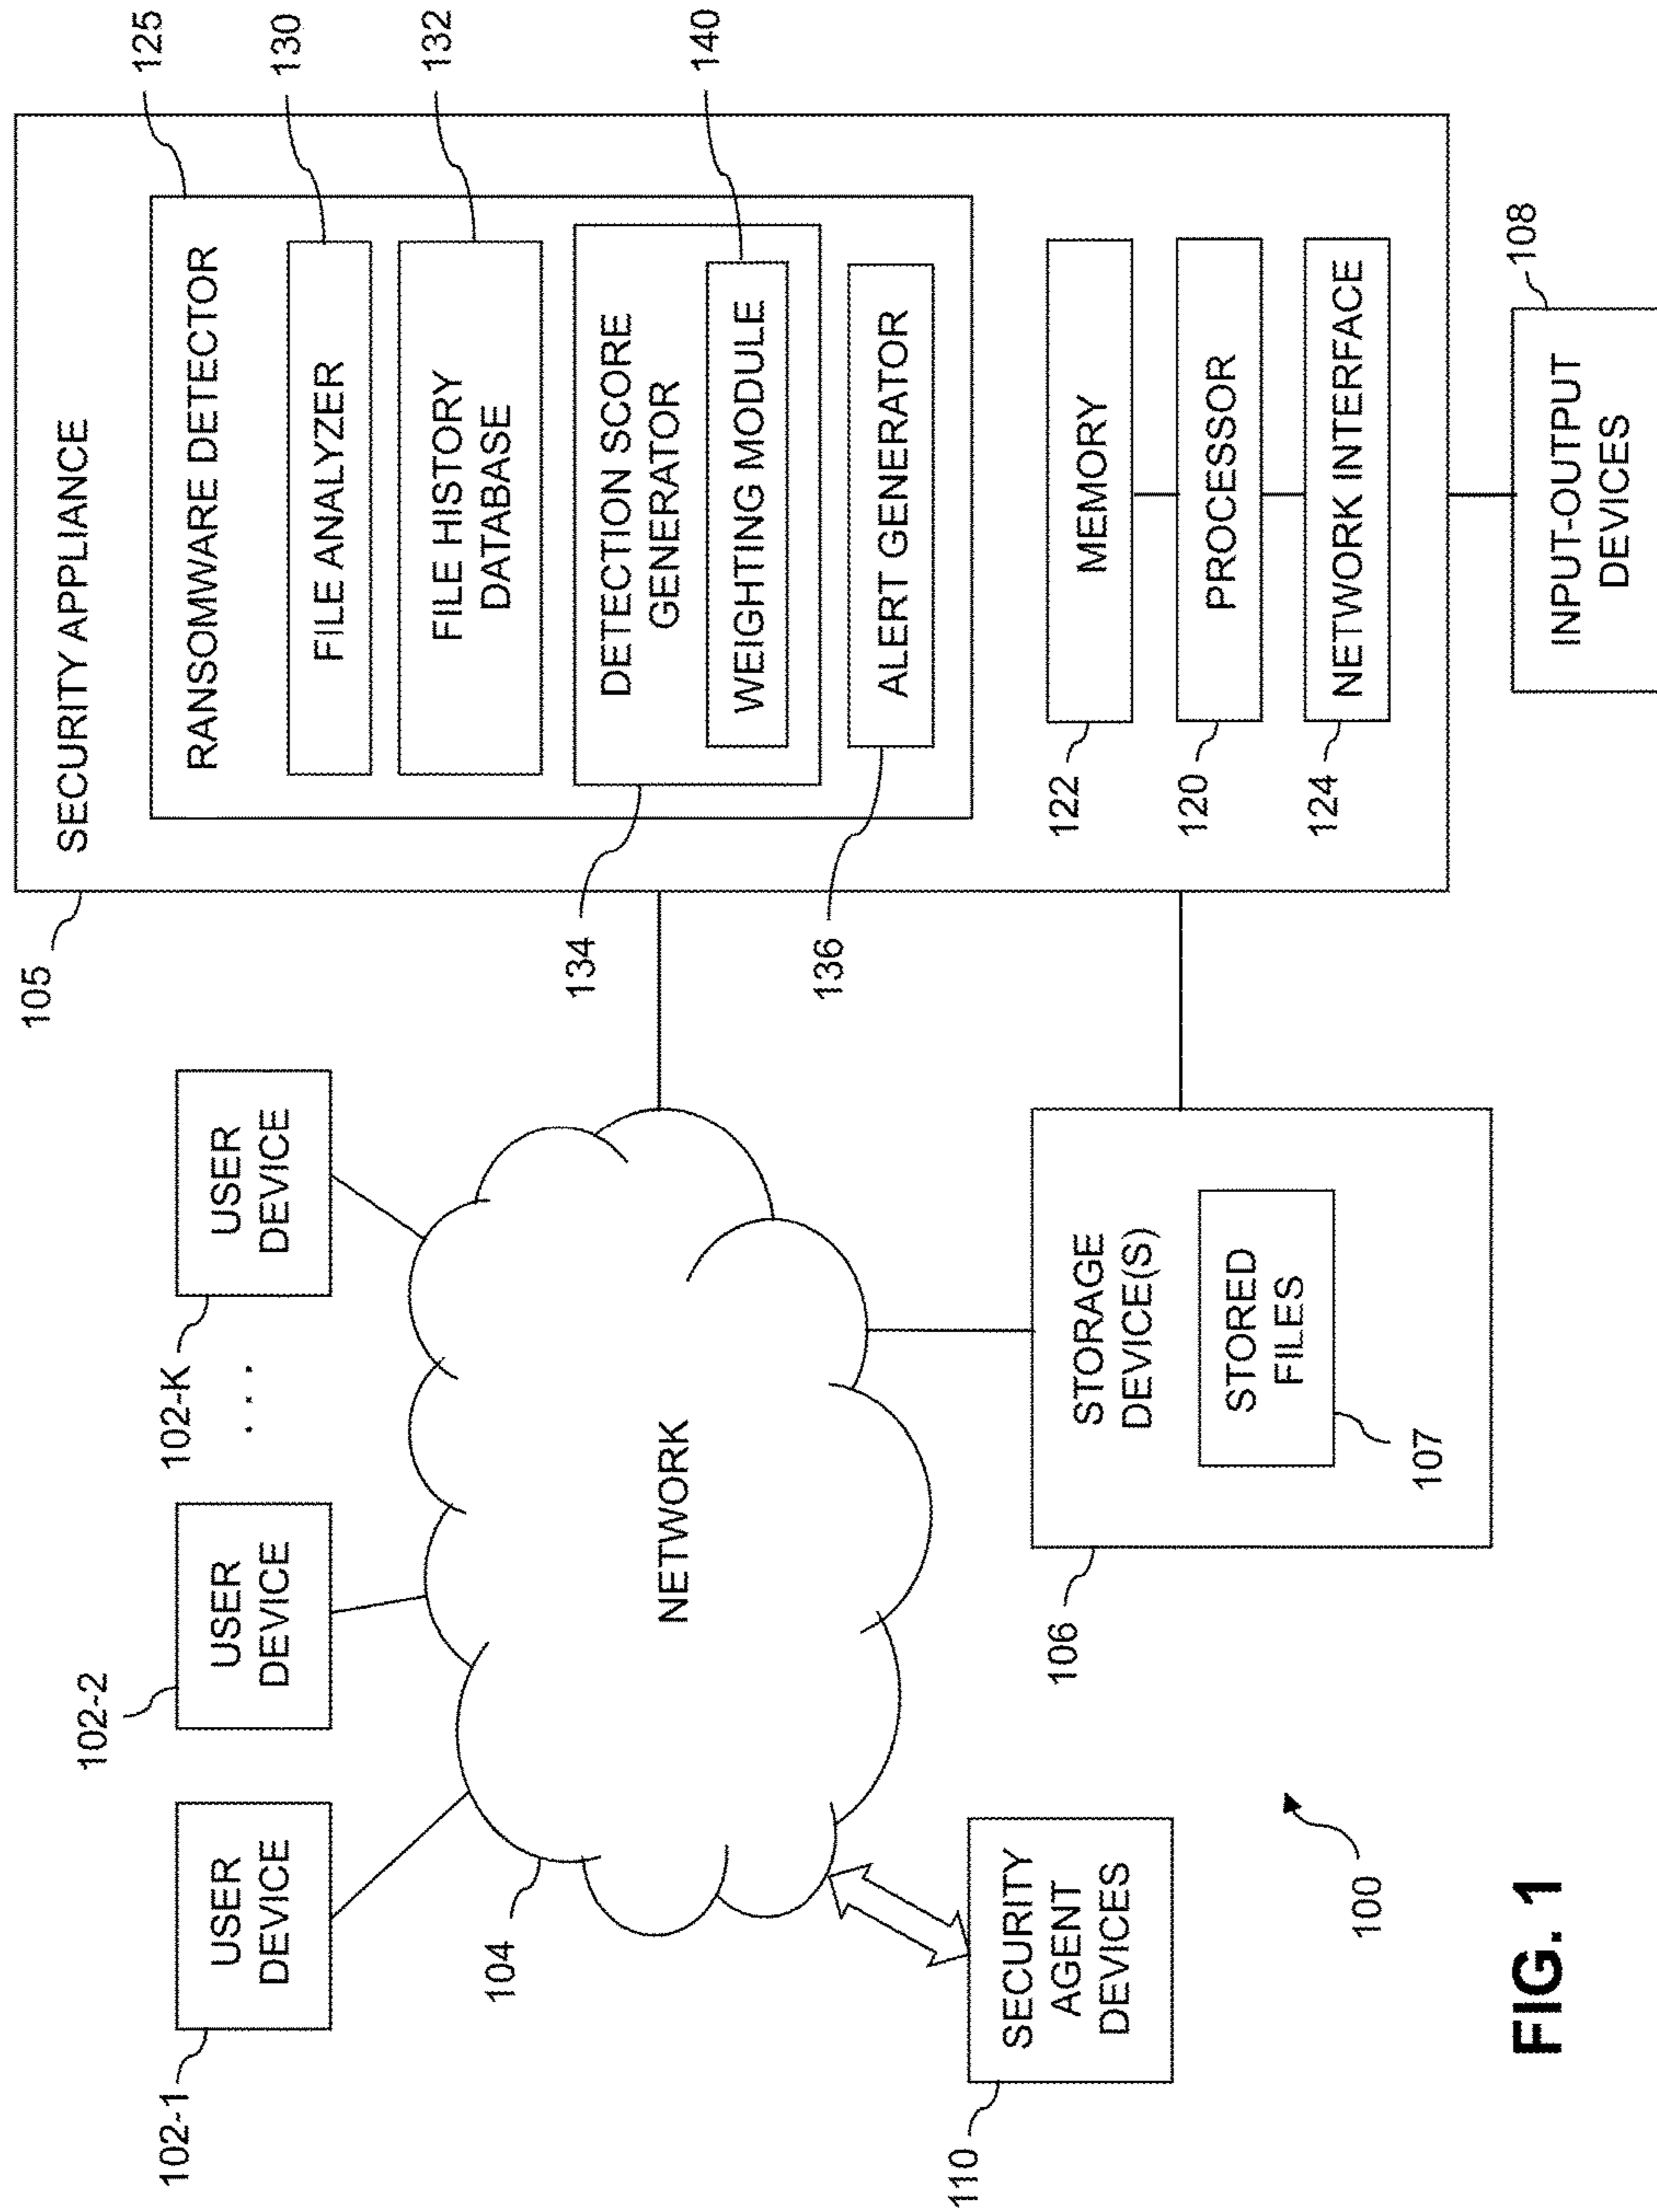 102-1
USER
DEVICE
102-2
USER
DEVICE
102-K
. . .
USER
DEVICE
104
NETWORK
110
SECURITY
AGENT
DEVICES
106
STORAGE
DEVICE(S)
STORED
FILES
107
105
SECURITY APPLIANCE
125
RANSOMWARE DETECTOR
130
FILE ANALYZER
132
FILE HISTORY
DATABASE
134
DETECTION SCORE
GENERATOR
140
WEIGHTING MODULE
136
ALERT GENERATOR
122
MEMORY
120
PROCESSOR
124
NETWORK INTERFACE
108
INPUT-OUTPUT
DEVICES
100
FIG. 1